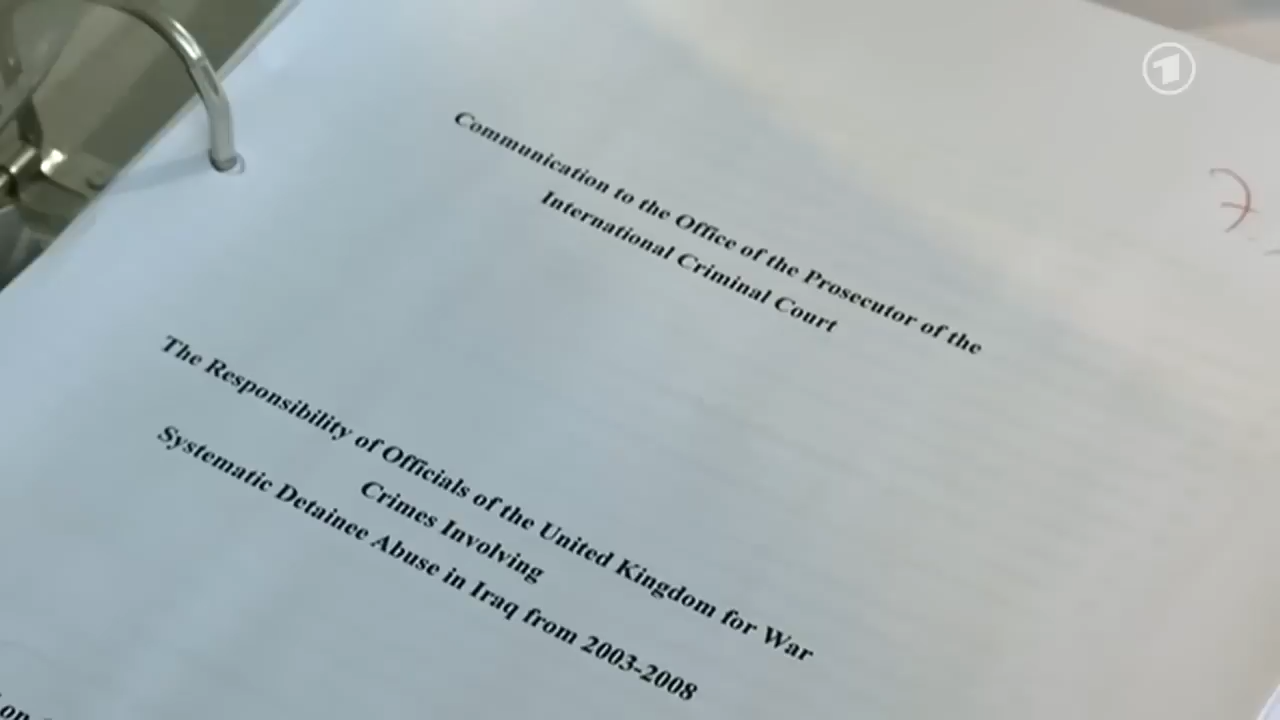 Communication to the Office of the Prosecutor of the
International Criminal Court
The Responsibility of Officials of the United Kingdom for War
Crimes Involving
Systematic Detainee Abuse in Iraq from 2003-2008
1